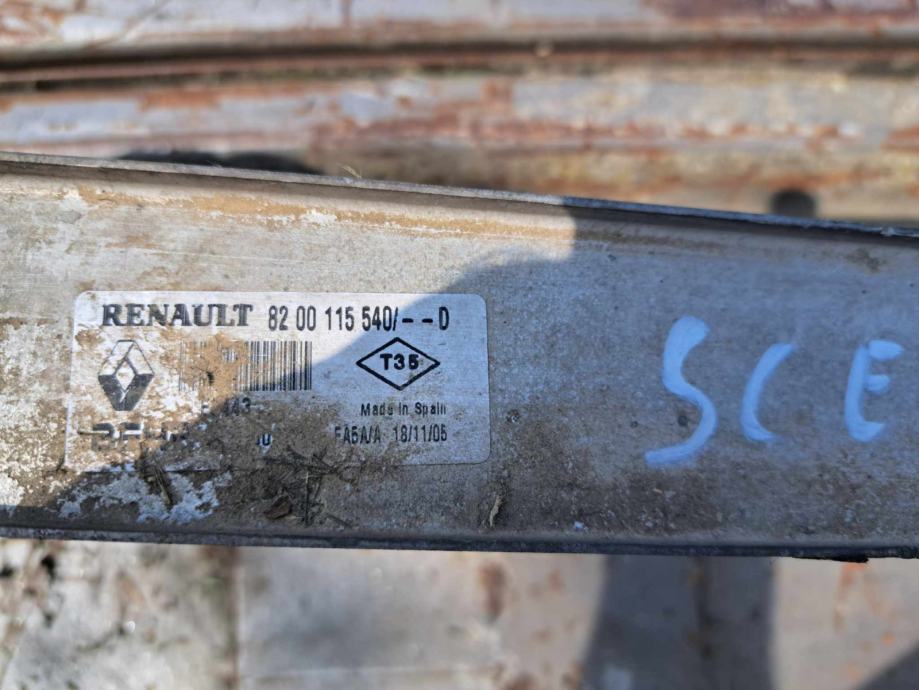 RENAULT 82 00 115 540/---D
T35
Made in Spain
FA5A/A 18/11/05
SCE